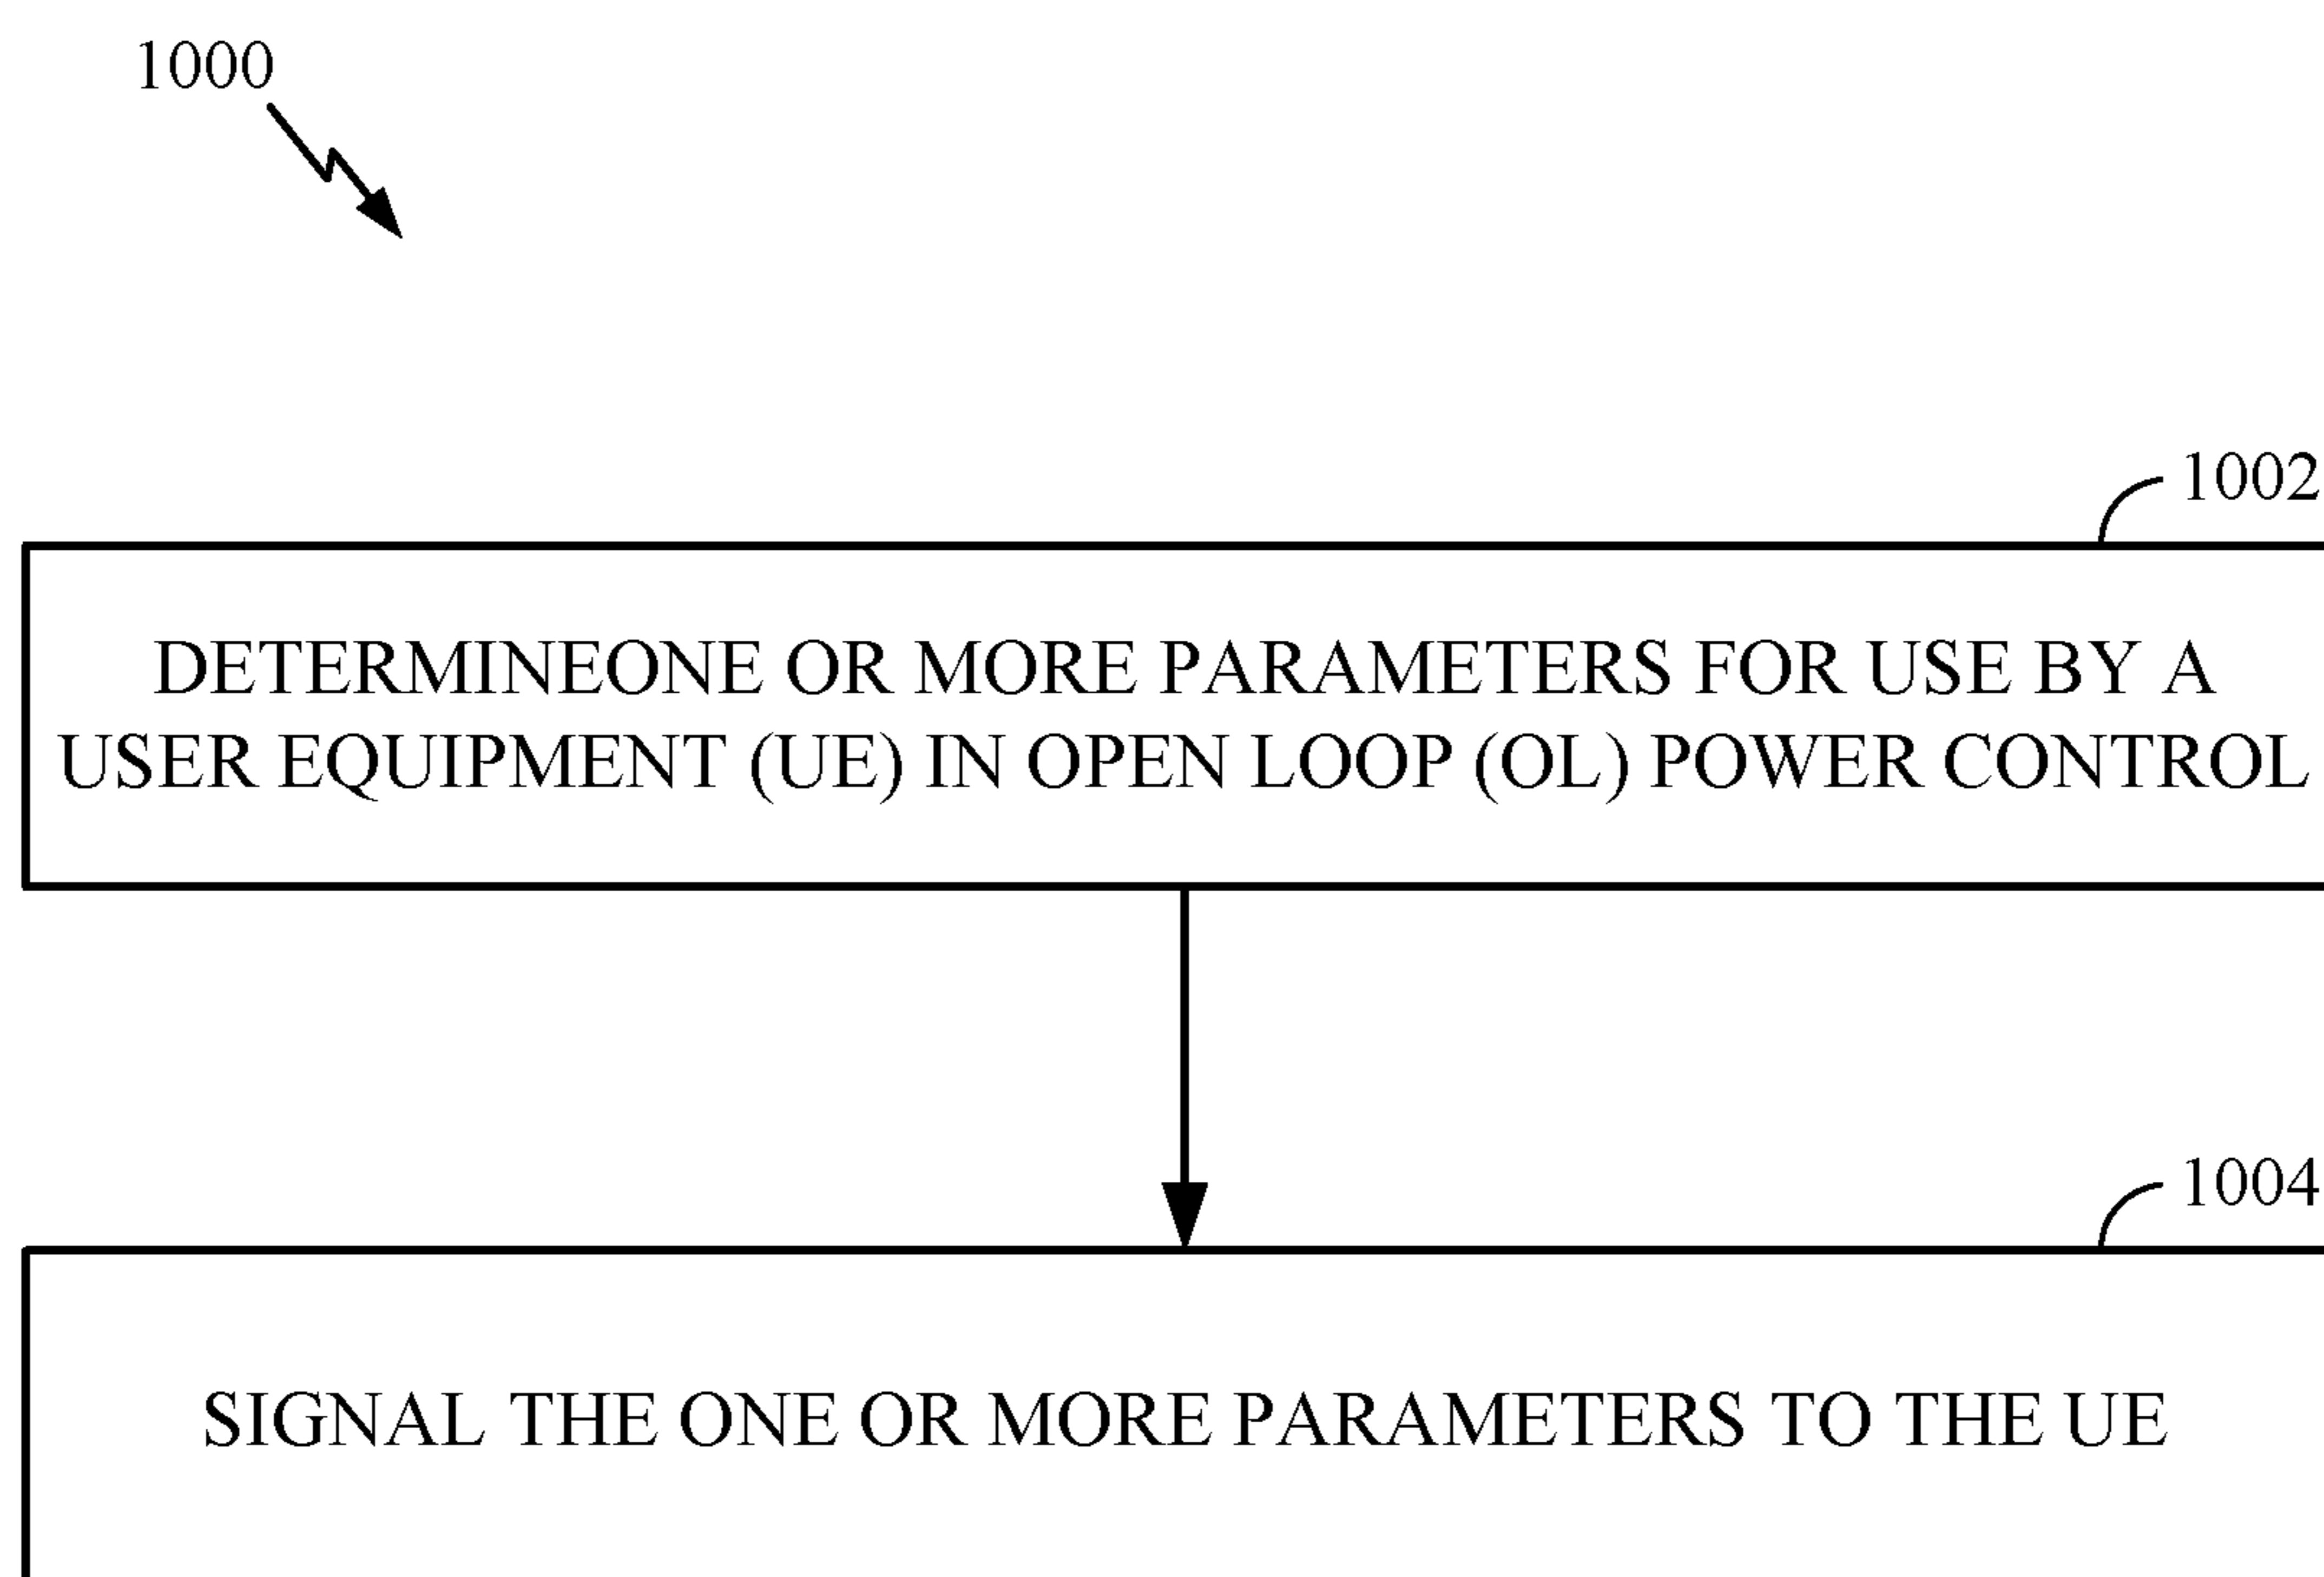 1000
1002
DETERMINEONE OR MORE PARAMETERS FOR USE BY A
USER EQUIPMENT (UE) IN OPEN LOOP (OL) POWER CONTROL
1004
SIGNAL THE ONE OR MORE PARAMETERS TO THE UE